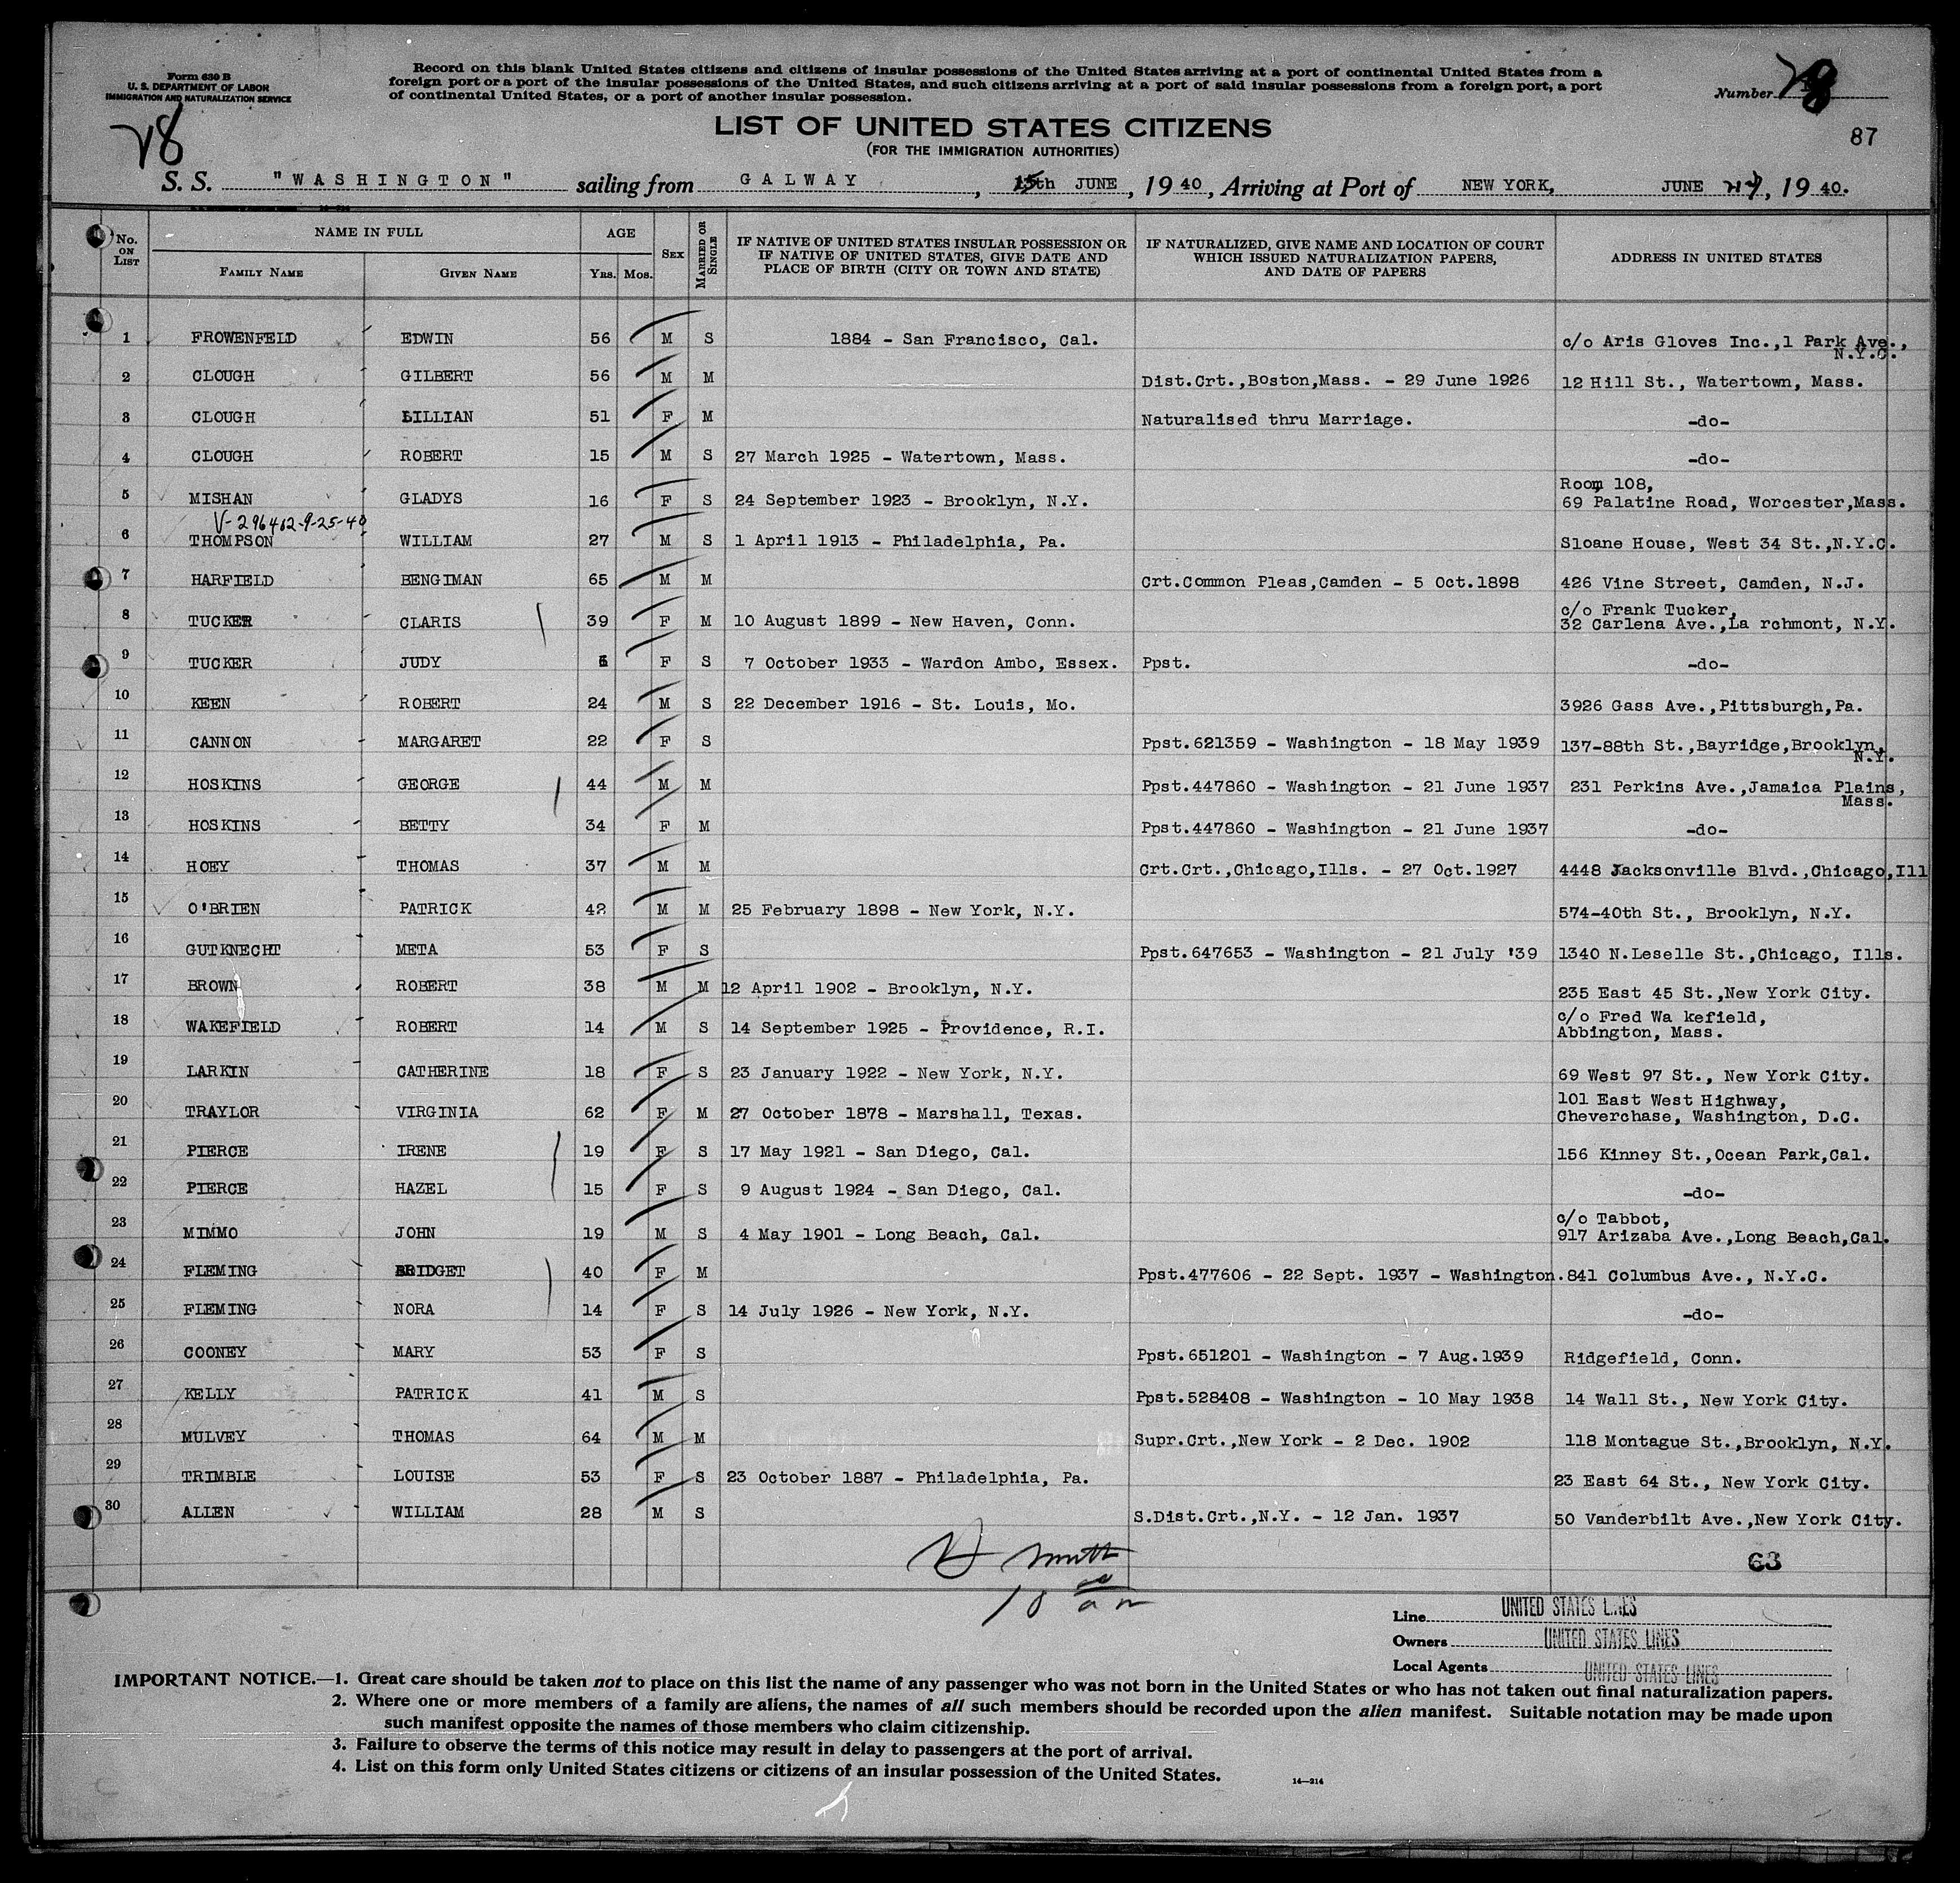 Form 630 B
U. S. DEPARTMENT OF LABOR
IMMIGRATION AND NATURALIZATION SERVICE
Record on this blank United States citizens and citizens of insular possessions of the United States arriving at a port of continental United States from a
foreign port or a port of the insular possessions of the United States, and such citizens arriving at a port of said insular possessions from a foreign port, a port
of continental United States, or a port of another insular possession.
Number
28
87
LIST OF UNITED STATES CITIZENS
(FOR THE IMMIGRATION AUTHORITIES)
S. S. "WASHINGTON" sailing from GALWAY, 15th JUNE, 19 40, Arriving at Port of NEW YORK, JUNE 19 40.
No. ON LIST NAME IN FULL AGE SEX MARRIED OR SINGLE IF NATIVE OF UNITED STATES INSULAR POSSESSION OR IF NATIVE OF UNITED STATES, GIVE DATE AND PLACE OF BIRTH (CITY OR TOWN AND STATE) IF NATURALIZED, GIVE NAME AND LOCATION OF COURT WHICH ISSUED NATURALIZATION PAPERS, AND DATE OF PAPERS ADDRESS IN UNITED STATES
FAMILY NAME GIVEN NAME YRS. MOS.
1 FROWENFELD EDWIN 56 M S 1884 - San Francisco, Cal. c/o Aris Gloves Inc.,1 Park Ave.,
N.Y.C.
2 CLOUGH GILBERT 56 M M Dist.Crt.,Boston,Mass. - 29 June 1926 12 Hill St., Watertown, Mass.
3 CLOUGH LILLIAN 51 F M Naturalised thru Marriage. -do-
4 CLOUGH ROBERT 15 M S 27 March 1925 - Watertown, Mass. -do-
Room 108,
5 MISHAN GLADYS 16 F S 24 September 1923 - Brooklyn, N.Y. 69 Palatine Road, Worcester,Mass.
V-296462-9-25-40
6 THOMPSON WILLIAM 27 M S 1 April 1913 - Philadelphia, Pa. Sloane House, West 34 St.,N.Y.C.
7 HARFIELD BENGIMAN 65 M M Crt.Common Pleas,Camden - 5 Oct.1898 426 Vine Street, Camden, N.J.
c/o Frank Tucker,
8 TUCKER CLARIS 39 F M 10 August 1899 - New Haven, Conn. 32 Carlena Ave.,La rchmont, N.Y.
9 TUCKER JUDY F S 7 October 1933 - Wardon Ambo, Essex. Ppst. -do-
10 KEEN ROBERT 24 M S 22 December 1916 - St. Louis, Mo. 3926 Gass Ave.,Pittsburgh,Pa.
11 CANNON MARGARET 22 F S Ppst.621359 - Washington - 18 May 1939 137-88th St.,Bayridge,Brooklyn,
N.Y.
12 HOSKINS GEORGE 44 M M Ppst.447860 - Washington - 21 June 1937 231 Perkins Ave.,Jamaica Plains,
Mass.
13 HOSKINS BETTY 34 F M Ppst.447860 - Washington - 21 June 1937 -do-
14 HOEY THOMAS 37 M M Crt.Crt.,Chicago,Ills. - 27 Oct.1927 4448 Jacksonville Blvd.,Chicago,Ill
15 O'BRIEN PATRICK 42 M M 25 February 1898 - New York, N.Y. 574-40th St., Brooklyn, N.Y.
16 GUTKNECHT META 53 F S Ppst.647653 - Washington - 21 July '39 1340 N.Leselle St.,Chicago, Ills.
17 BROWN ROBERT 38 M M 12 April 1902 - Brooklyn, N.Y. 235 East 45 St.,New York City.
c/o Fred Wa kefield,
18 WAKEFIELD ROBERT 14 M S 14 September 1925 - Providence, R.I. Abbington, Mass.
19 LARKIN CATHERINE 18 F S 23 January 1922 - New York, N.Y. 69 West 97 St., New York City.
101 East West Highway,
20 TRAYLOR VIRGINIA 62 F M 27 October 1878 - Marshall, Texas. Cheverchase, Washington, D.C.
21 PIERCE IRENE 19 F S 17 May 1921 - San Diego, Cal. 156 Kinney St.,Ocean Park,Cal.
22 PIERCE HAZEL 15 F S 9 August 1924 - San Diego, Cal. -do-
c/o Tabbot,
23 MIMMO JOHN 19 M S 4 May 1901 - Long Beach, Cal. 917 Arizaba Ave.,Long Beach,Cal.
24 FLEMING BRIDGET 40 F M Ppst.477606 - 22 Sept. 1937 - Washington. 841 Columbus Ave., N.Y.C.
25 FLEMING NORA 14 F S 14 July 1926 - New York, N.Y. -do-
26 COONEY MARY 53 F S Ppst.651201 - Washington - 7 Aug.1939 Ridgefield, Conn.
27 KELLY PATRICK 41 M S Ppst.528408 - Washington - 10 May 1938 14 Wall St., New York City.
28 MULVEY THOMAS 64 M M Supr.Crt.,New York - 2 Dec. 1902 118 Montague St.,Brooklyn, N.Y.
29 TRIMBLE LOUISE 53 F S 23 October 1887 - Philadelphia, Pa. 23 East 64 St., New York City.
30 ALLEN WILLIAM 28 M S S.Dist.Crt.,N.Y. - 12 Jan. 1937 50 Vanderbilt Ave.,New York City.
63
Line UNITED STATES LINES
Owners UNITED STATES LINES
Local Agents UNITED STATES LINES
IMPORTANT NOTICE.—1. Great care should be taken not to place on this list the name of any passenger who was not born in the United States or who has not taken out final naturalization papers.
2. Where one or more members of a family are aliens, the names of all such members should be recorded upon the alien manifest. Suitable notation may be made upon
such manifest opposite the names of those members who claim citizenship.
3. Failure to observe the terms of this notice may result in delay to passengers at the port of arrival.
4. List on this form only United States citizens or citizens of an insular possession of the United States.
14—214